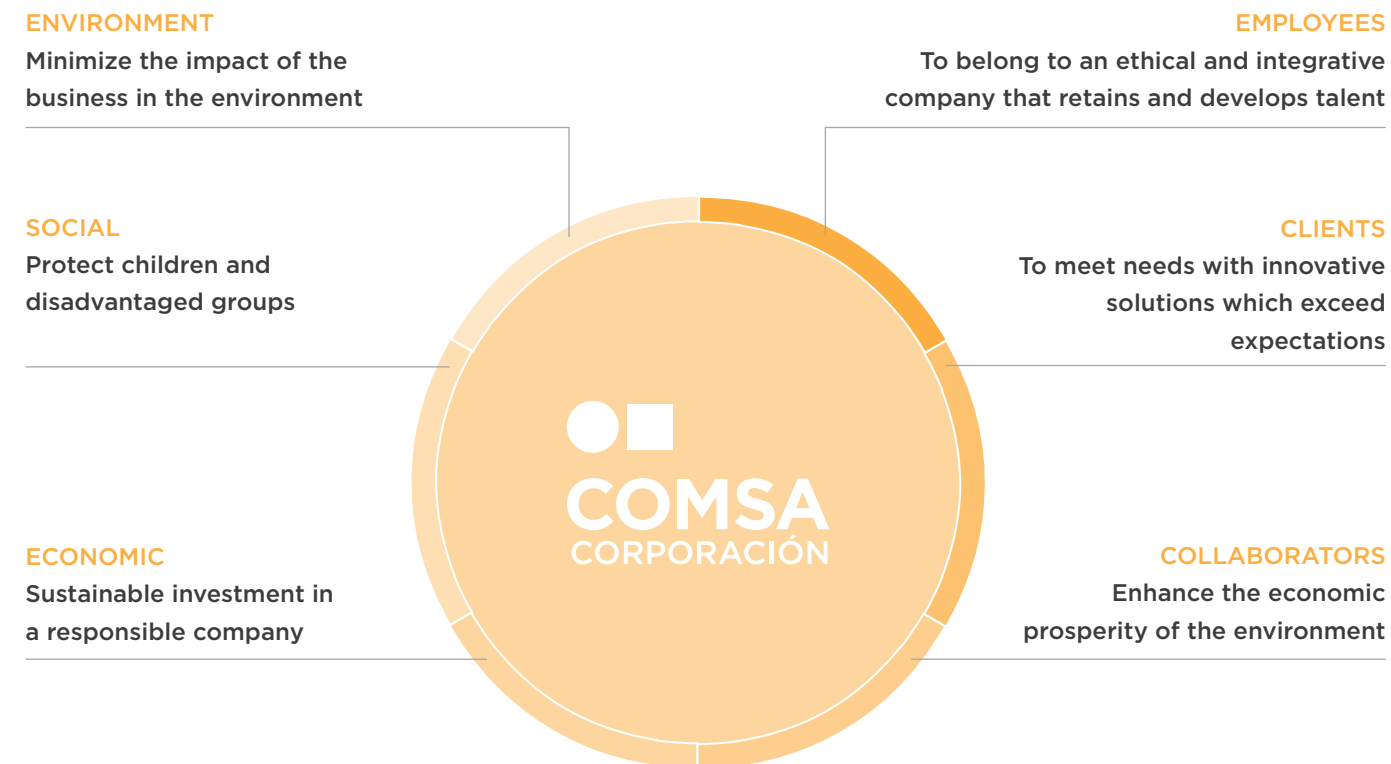 ENVIRONMENT
Minimize the impact of the
business in the environment
EMPLOYEES
To belong to an ethical and integrative
company that retains and develops talent
SOCIAL
Protect children and
disadvantaged groups
CLIENTS
To meet needs with innovative
solutions which exceed
expectations
COMSA
CORPORACIÓN
ECONOMIC
Sustainable investment in
a responsible company
COLLABORATORS
Enhance the economic
prosperity of the environment